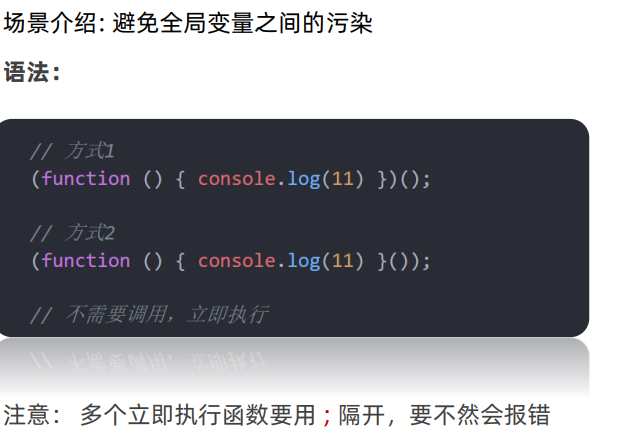 场景介绍: 避免全局变量之间的污染
语法：
// 方式1
(function () { console.log(11) })();
// 方式2
(function () { console.log(11) }());
// 不需要调用，立即执行
注意： 多个立即执行函数要用 ; 隔开，要不然会报错